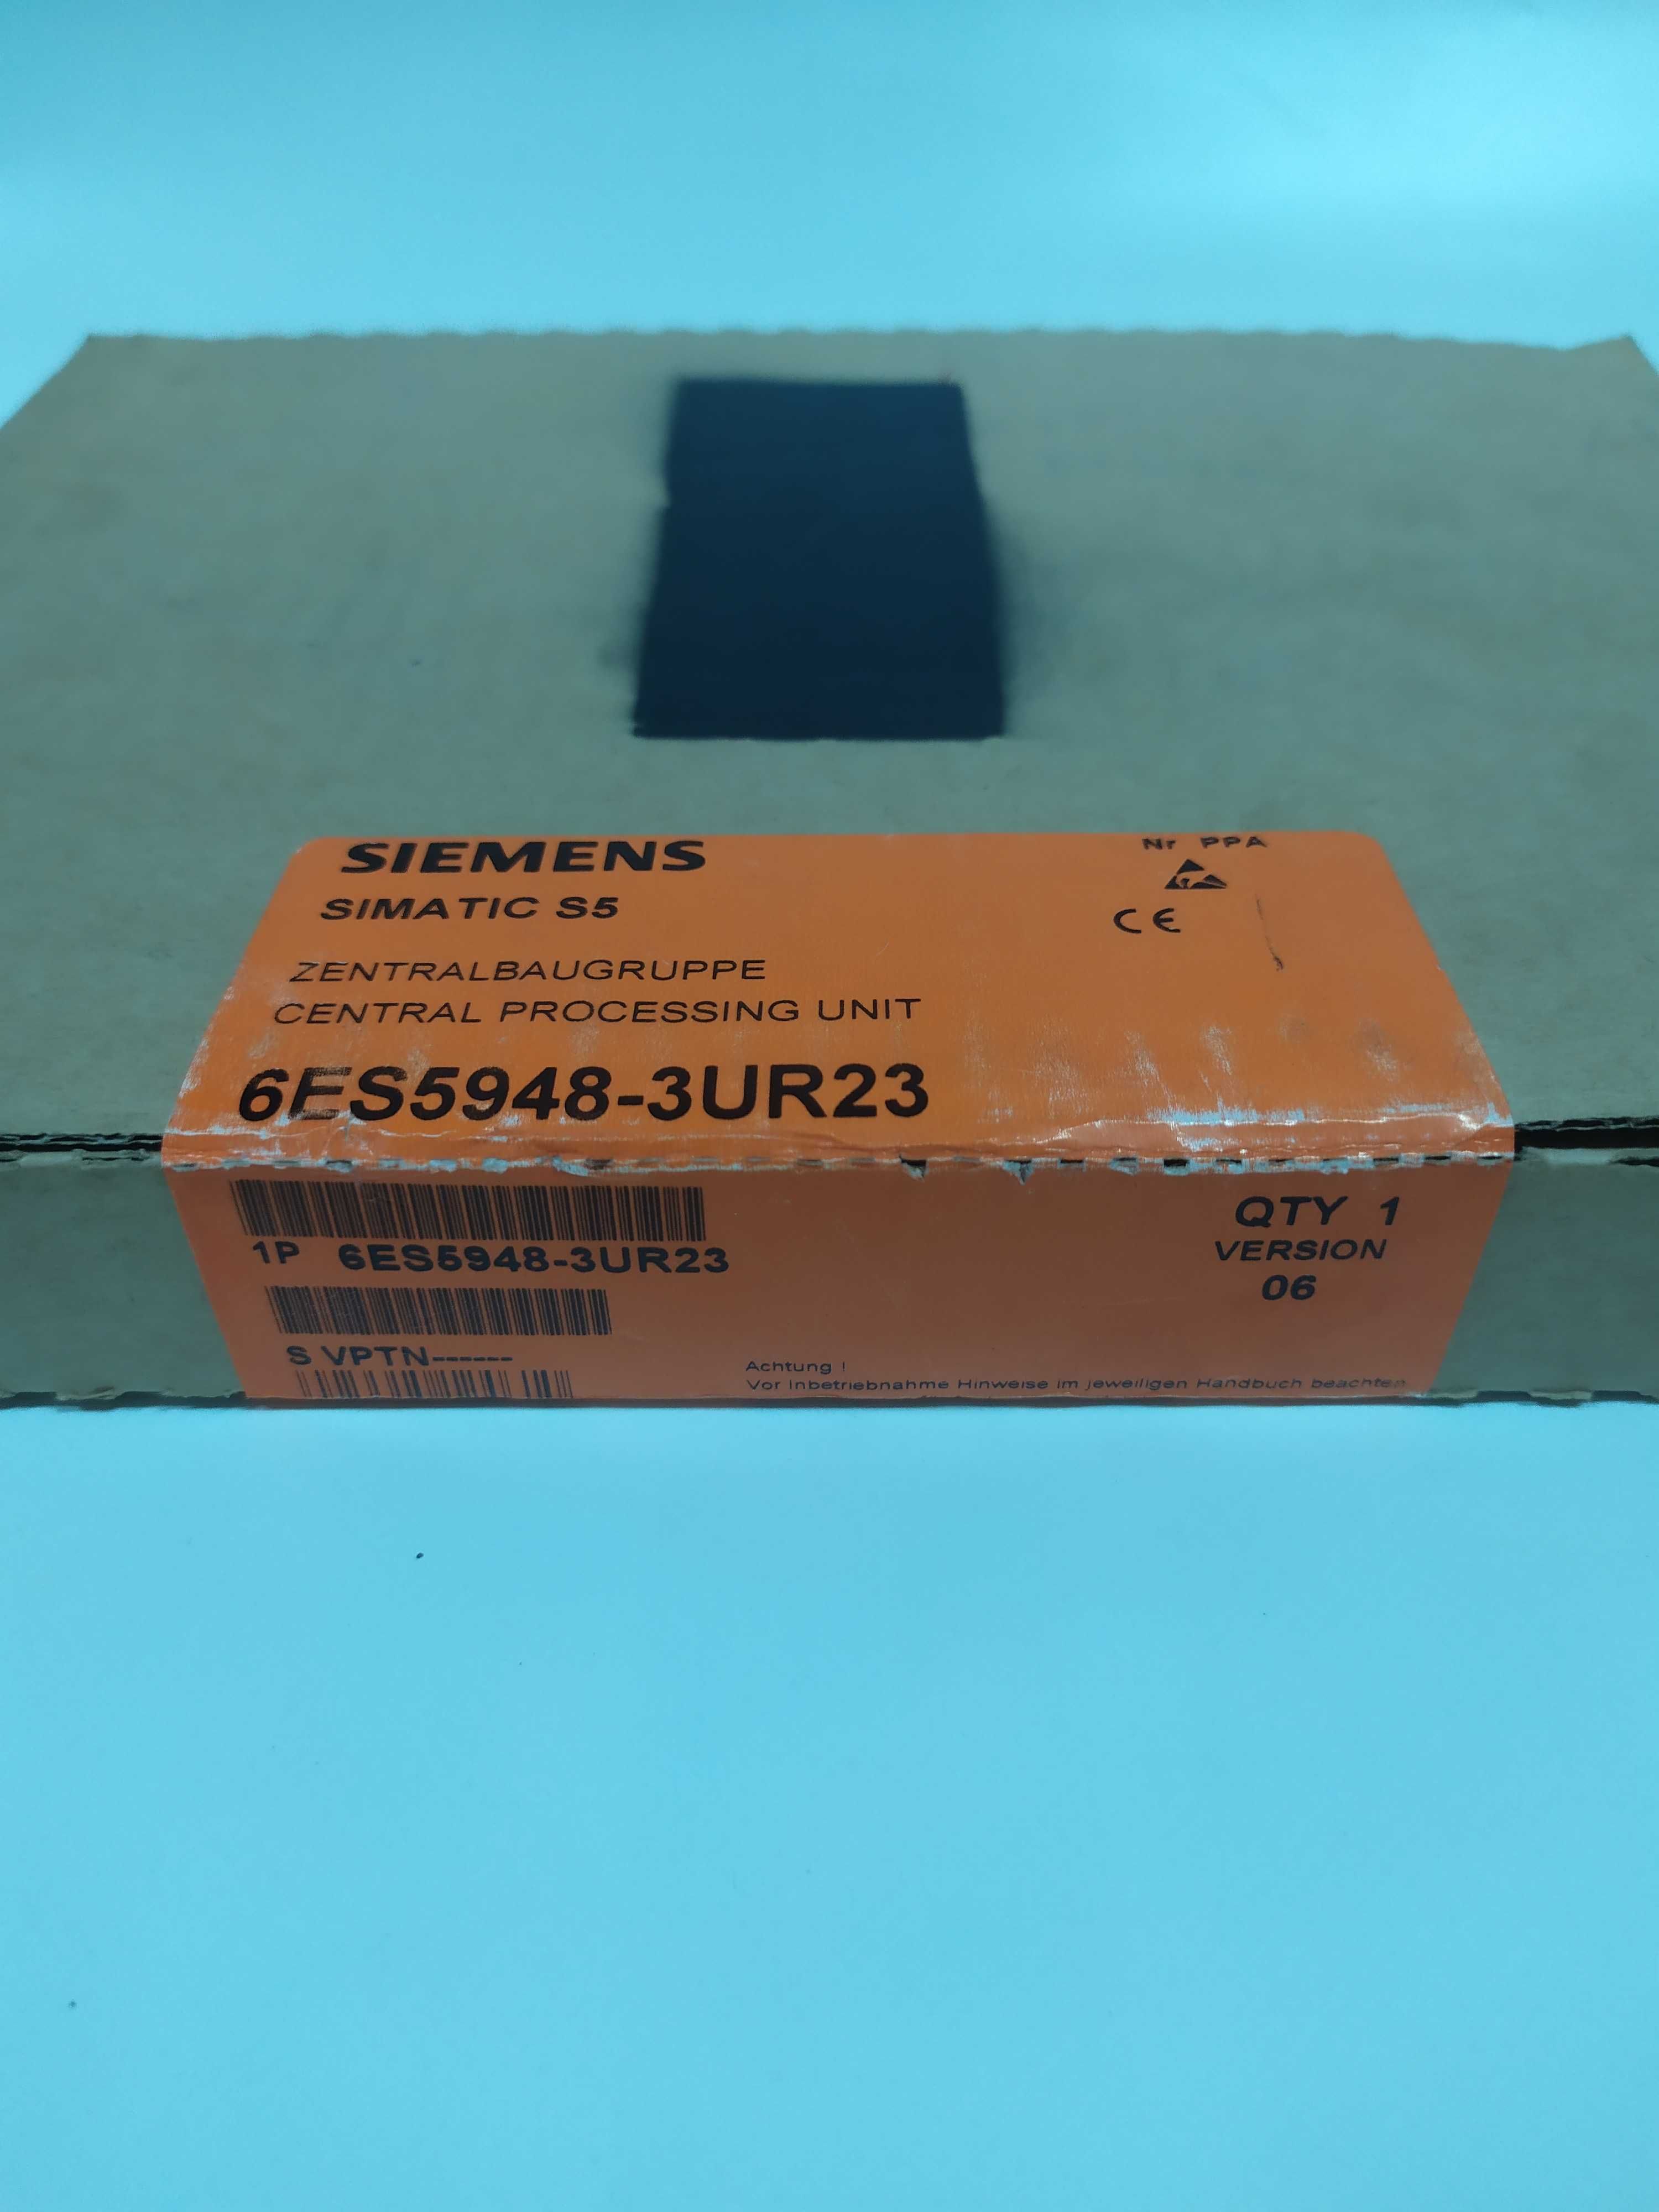 SIEMENS
Nr PPA
SIMATIC S5
CE
ZENTRALBAUGRUPPE
CENTRAL PROCESSING UNIT
6ES5948-3UR23
1P 6ES5948-3UR23
QTY 1
VERSION
06
S VPTN------
Achtung !
Vor Inbetriebnahme Hinweise im jeweiligen Handbuch beachten